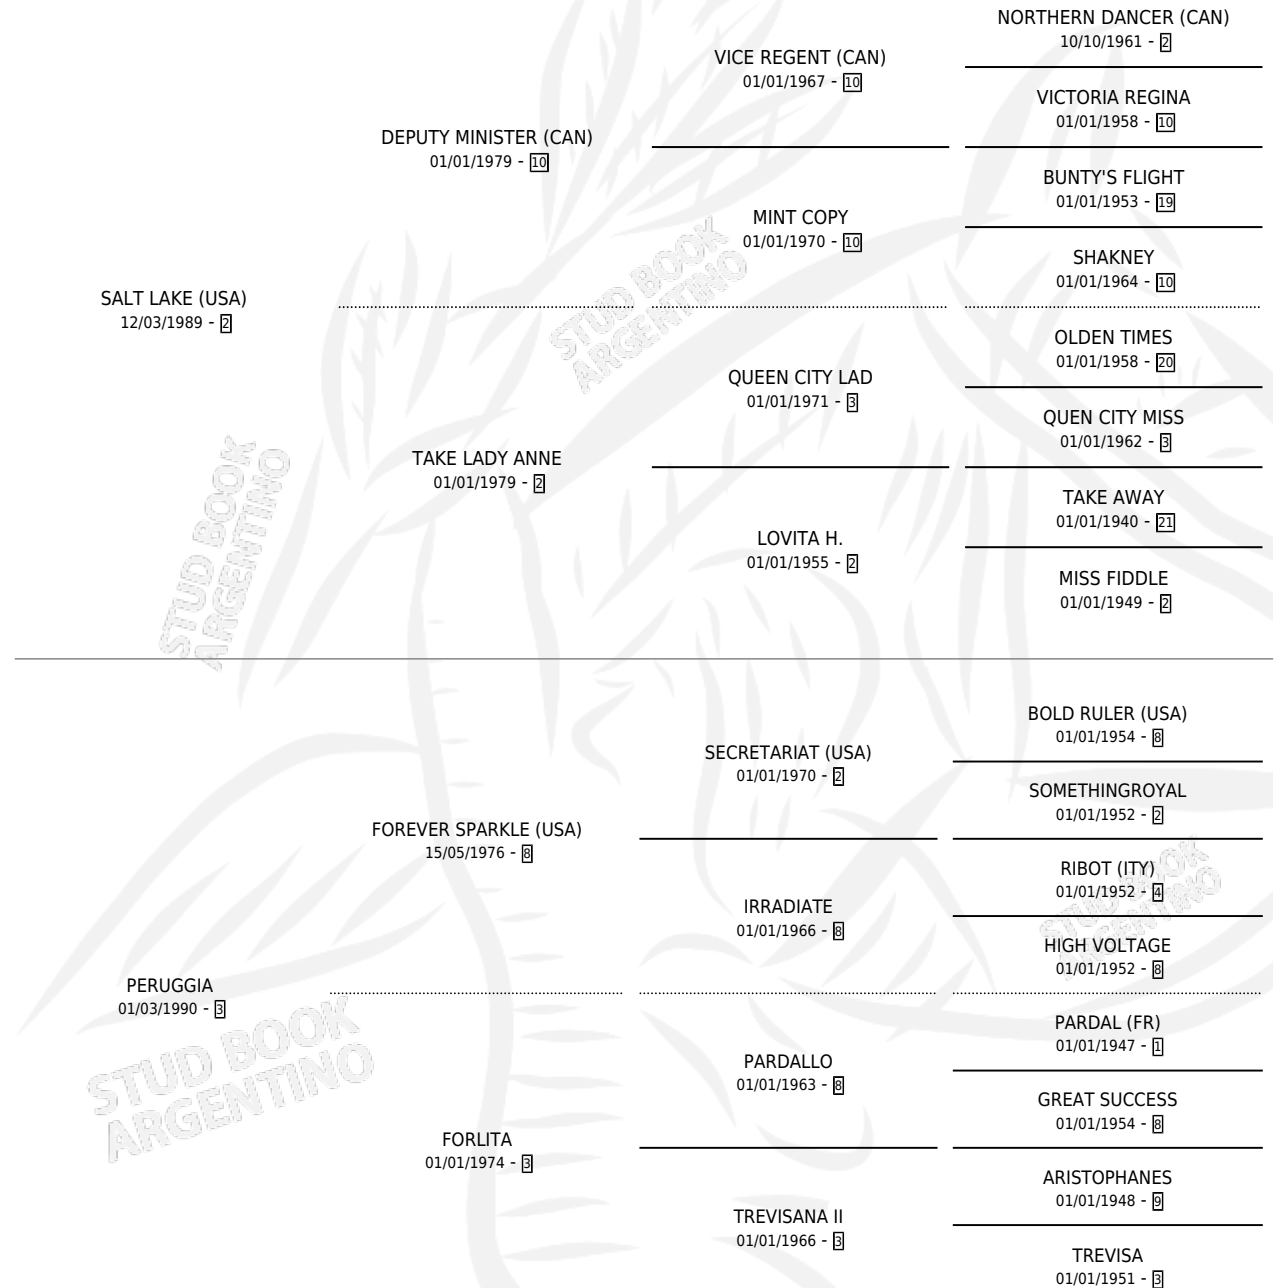 NORTHERN DANCER (CAN)
10/10/1961 - 2
VICE REGENT (CAN)
01/01/1967 - 10
VICTORIA REGINA
01/01/1958 - 10
DEPUTY MINISTER (CAN)
01/01/1979 - 10
BUNTY'S FLIGHT
01/01/1953 - 19
MINT COPY
01/01/1970 - 10
SHAKNEY
01/01/1964 - 10
SALT LAKE (USA)
12/03/1989 - 2
OLDEN TIMES
01/01/1958 - 20
QUEEN CITY LAD
01/01/1971 - 3
QUEN CITY MISS
01/01/1962 - 3
TAKE LADY ANNE
01/01/1979 - 2
TAKE AWAY
01/01/1940 - 21
LOVITA H.
01/01/1955 - 2
MISS FIDDLE
01/01/1949 - 2
BOLD RULER (USA)
01/01/1954 - 8
SECRETARIAT (USA)
01/01/1970 - 2
SOMETHINGROYAL
01/01/1952 - 2
FOREVER SPARKLE (USA)
15/05/1976 - 8
RIBOT (ITY)
01/01/1952 - 4
IRRADIATE
01/01/1966 - 8
HIGH VOLTAGE
01/01/1952 - 8
PERUGGIA
01/03/1990 - 3
PARDAL (FR)
01/01/1947 - 1
PARDALLO
01/01/1963 - 8
GREAT SUCCESS
01/01/1954 - 8
FORLITA
01/01/1974 - 3
ARISTOPHANES
01/01/1948 - 9
TREVISANA II
01/01/1966 - 3
TREVISA
01/01/1951 - 3
STUD BOOK
ARGENTINO
STUD BOOK
ARGENTINO
STUD BOOK
ARGENTINO
STUD BOOK
ARGENTINO